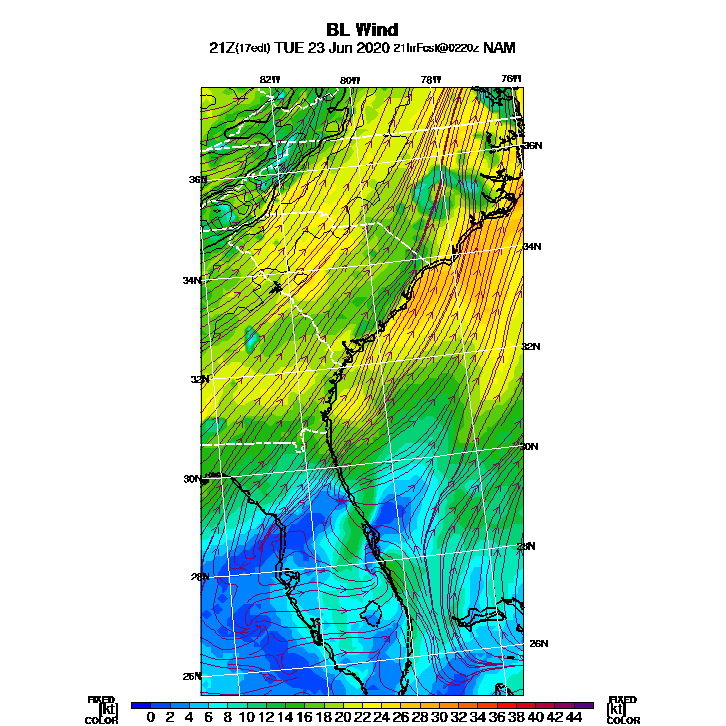 BL Wind
21Z(17edt) TUE 23 Jun 2020 21hrFcst@0220z NAM
82W 80W 78W 76W
36N
36N
34N
34N
32N
32N
30N
30N
28N
28N
26N
26N
FIXED FIXED
[kt] 0 2 4 6 8 10 12 14 16 18 20 22 24 26 28 30 32 34 36 38 40 42 44 [kt]
COLOR COLOR